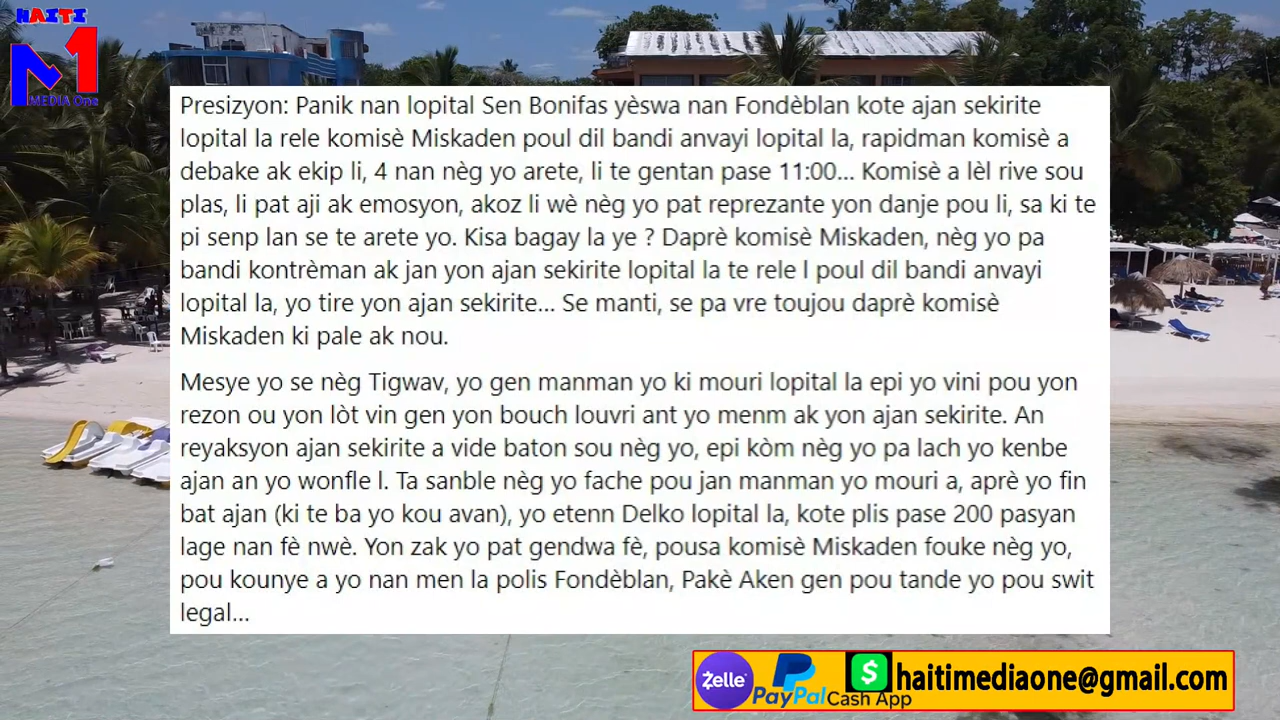 HAITI
M1
MEDIA One
Presizyon: Panik nan lopital Sen Bonifas yèswa nan Fondèblan kote ajan sekirite
lopital la rele komisè Miskaden poul dil bandi anvayi lopital la, rapidman komisè a
debake ak ekip li, 4 nan nèg yo arete, li te gentan pase 11:00... Komisè a lèl rive sou
plas, li pat aji ak emosyon, akoz li wè nèg yo pat reprezante yon danje pou li, sa ki te
pi senp lan se te arete yo. Kisa bagay la ye ? Daprè komisè Miskaden, nèg yo pa
bandi kontrèman ak jan yon ajan sekirite lopital la te rele l poul dil bandi anvayi
lopital la, yo tire yon ajan sekirite... Se manti, se pa vre toujou daprè komisè
Miskaden ki pale ak nou.
Mesye yo se nèg Tigwav, yo gen manman yo ki mouri lopital la epi yo vini pou yon
rezon ou yon lòt vin gen yon bouch louvri ant yo menm ak yon ajan sekirite. An
reyaksyon ajan sekirite a vide baton sou nèg yo, epi kòm nèg yo pa lach yo kenbe
ajan an yo wonfle l. Ta sanble nèg yo fache pou jan manman yo mouri a, aprè yo fin
bat ajan (ki te ba yo kou avan), yo etenn Delko lopital la, kote plis pase 200 pasyan
lage nan fè nwè. Yon zak yo pat gendwa fè, pousa komisè Miskaden fouke nèg yo,
pou kounye a yo nan men la polis Fondèblan, Pakè Aken gen pou tande yo pou swit
legal...
Zelle PayPal $ Cash App haitimediaone@gmail.com